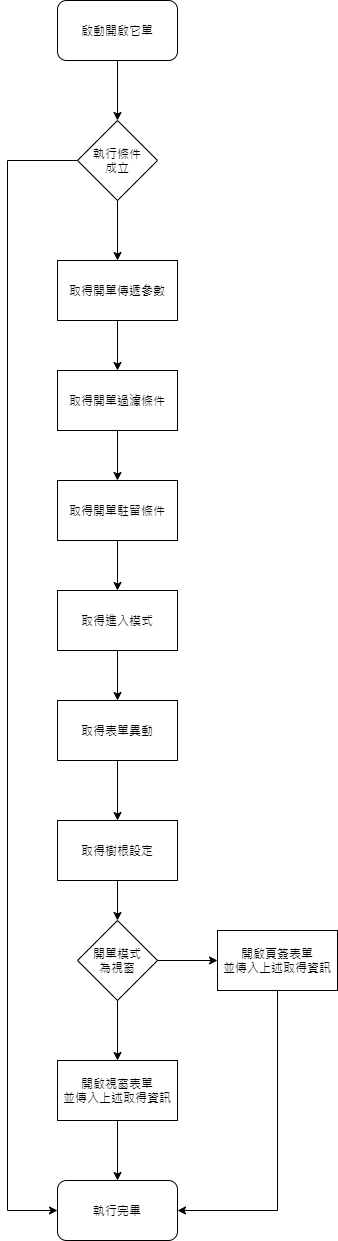 啟動開啟它單
執行條件
成立
取得開單傳遞參數
取得開單過濾條件
取得開單駐留條件
取得進入模式
取得表單異動
取得樹根設定
開單模式
為視窗
開啟頁簽表單
並傳入上述取得資訊
開啟視窗表單
並傳入上述取得資訊
執行完畢